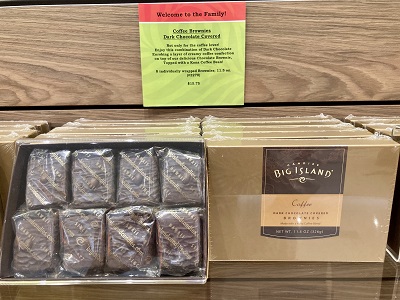 Welcome to the Family!
Coffee Brownies
Dark Chocolate Covered
Not only for the coffee lover!
Enjoy this combination of Dark Chocolate
Enrobing a layer of creamy coffee confection
on top of our delicious Chocolate Brownie,
Topped with a Kona Coffee Bean!
8 individually wrapped Brownies, 11.5 oz
$15.75
BIG ISLAND
Coffee
DARK CHOCOLATE COVERED
BROWNIES